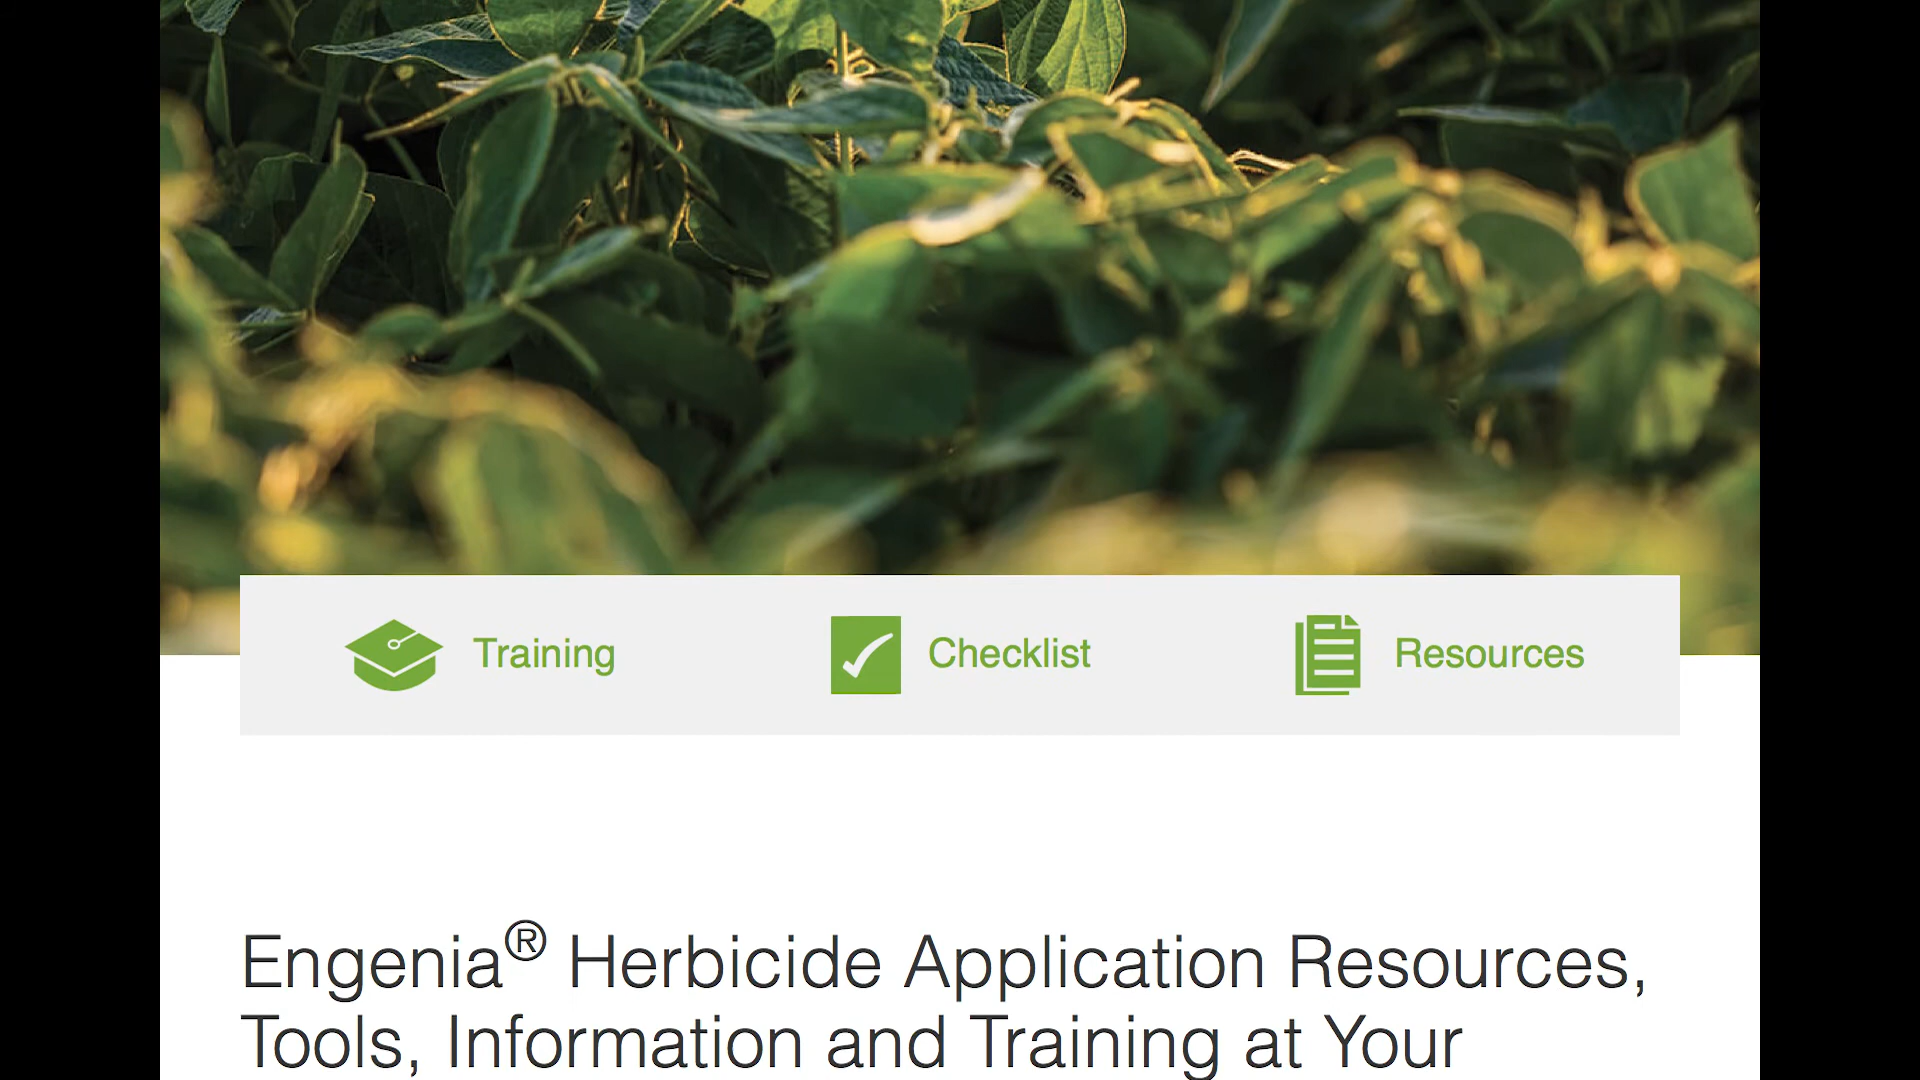 Training
Checklist
Resources
Engenia® Herbicide Application Resources,
Tools, Information and Training at Your